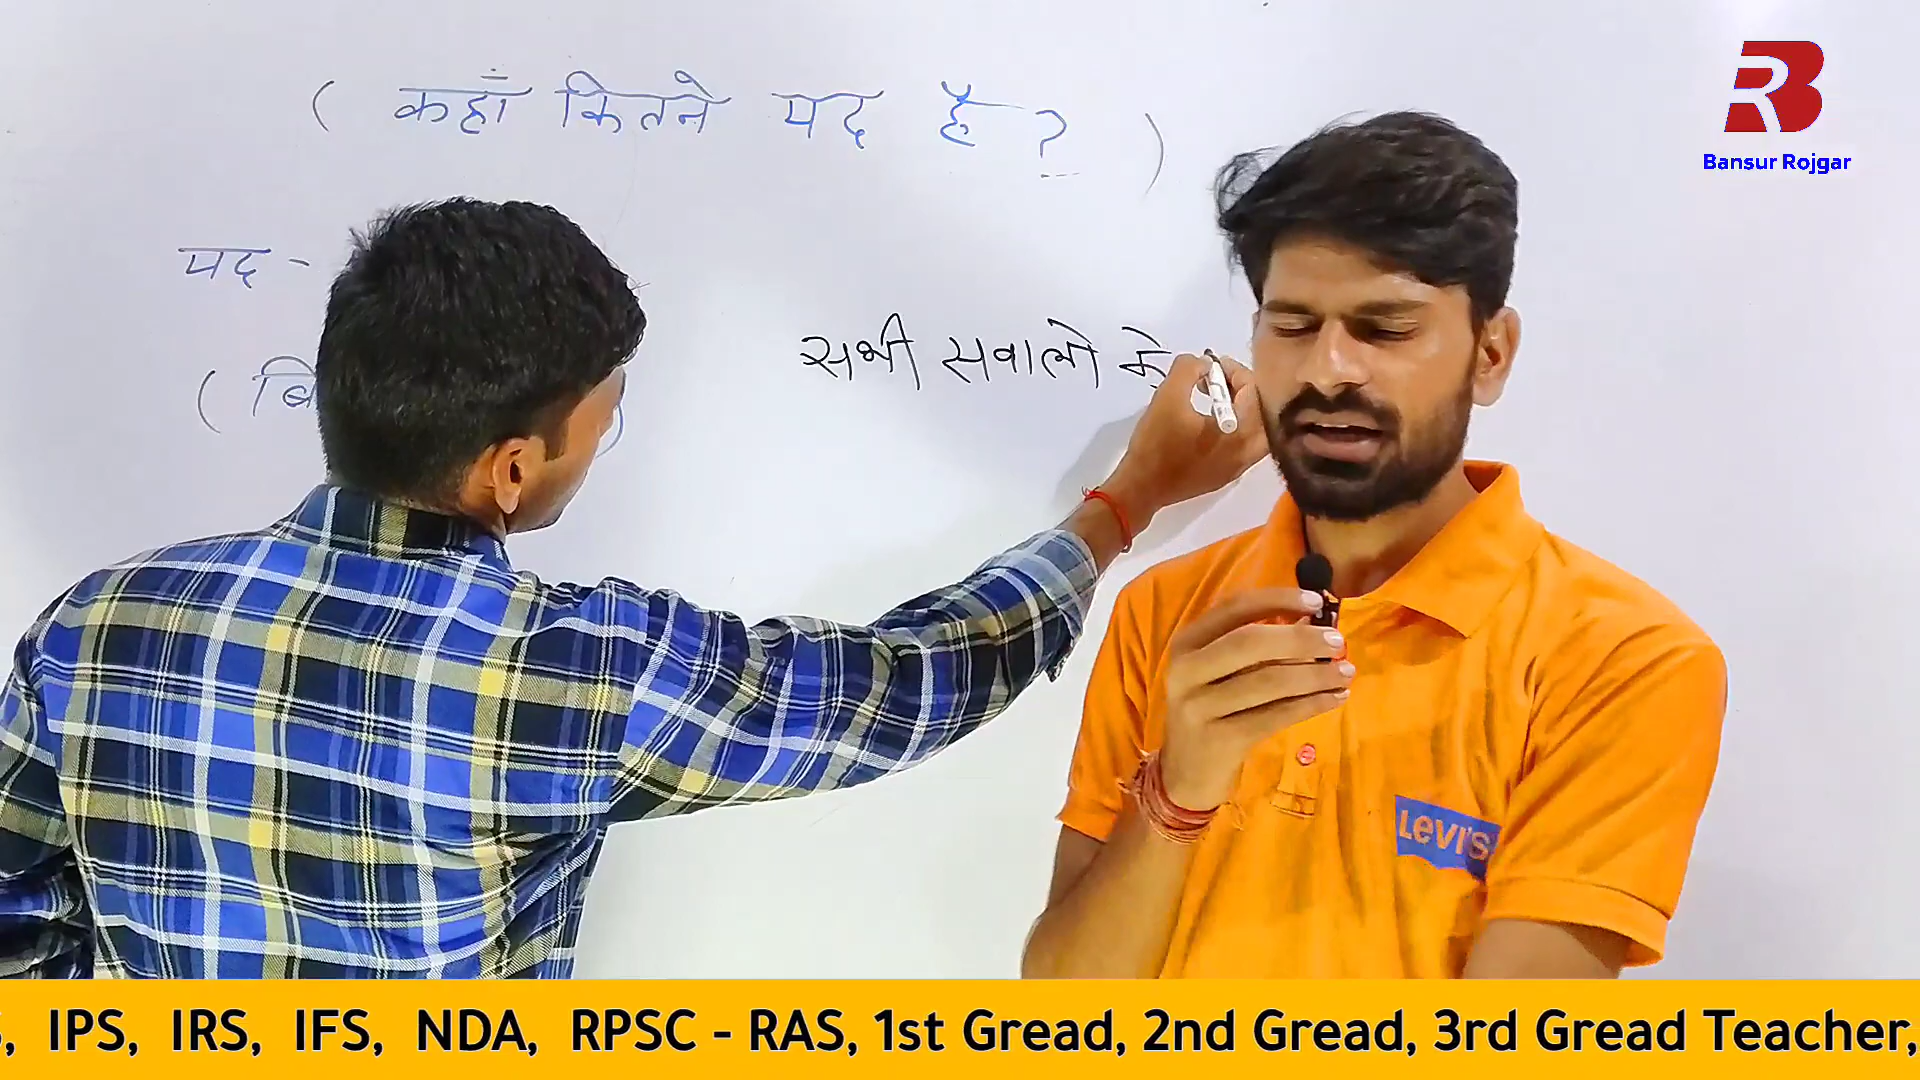 ( कहाँ कितने पद है ? )
Bansur Rojgar
पद -
सभी सवालो के
( बि
LEVI'S
, IPS, IRS, IFS, NDA, RPSC - RAS, 1st Gread, 2nd Gread, 3rd Gread Teacher,